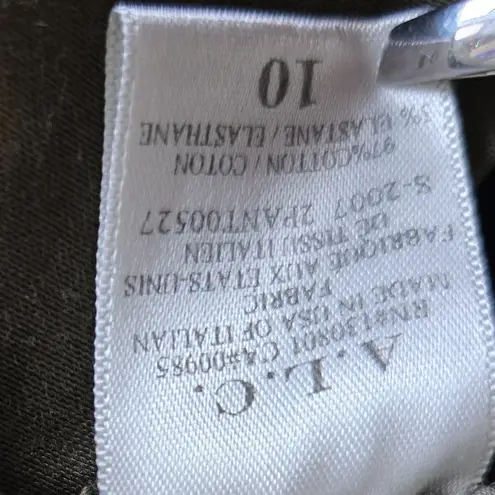 A.L.C.
RN#130801 CA#00985
MADE IN USA OF ITALIAN
FABRIC
FABRIQUE AUX ETATS-UNIS
DC TISSU ITALIEN
S-2007 2PANT00527
97%COTTON / COTON
3% ELASTANE / ELASTHANE
10